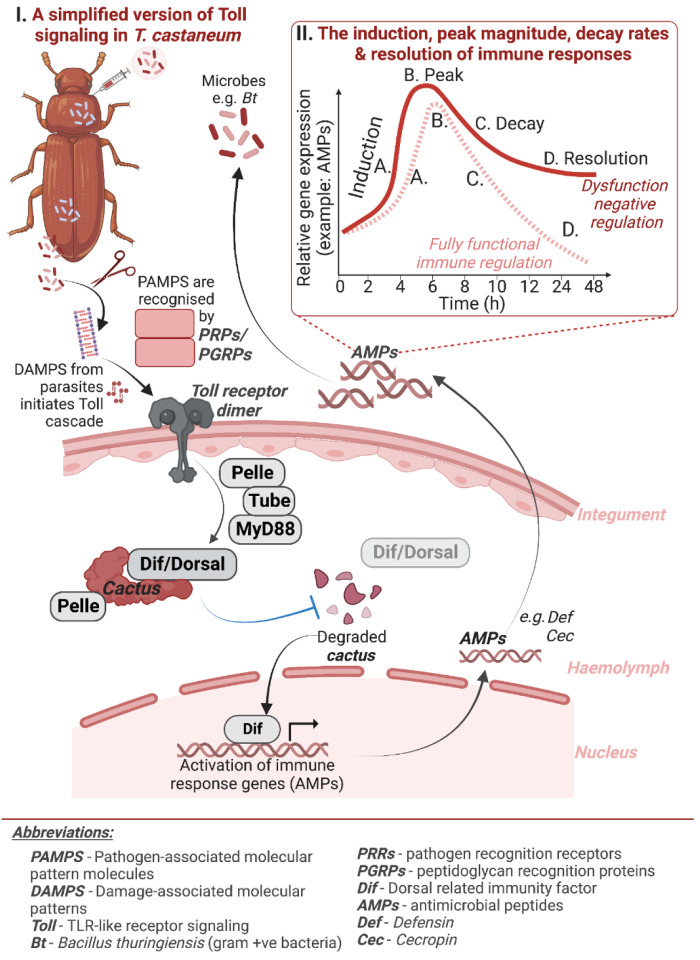 I. A simplified version of Toll
signaling in T. castaneum
Microbes
e.g. Bt
PAMPS are
recognised
by
PRPs/
PGRPs
DAMPS from
parasites
initiates Toll
cascade
Toll receptor
dimer
Pelle
Tube
MyD88
Dif/Dorsal
Cactus
Pelle
Dif/Dorsal
Degraded
cactus
Dif
Activation of immune
response genes (AMPs)
AMPs
e.g. Def
Cec
AMPs
Integument
Haemolymph
Nucleus
II. The induction, peak magnitude, decay rates
& resolution of immune responses
Relative gene expression
(example: AMPs)
Induction
A.
B. Peak
C. Decay
D. Resolution
Dysfunction
negative
regulation
A.
B.
C.
D.
Fully functional
immune regulation
0 2 4 6 8 10 12 24 48
Time (h)
Abbreviations:
PAMPS - Pathogen-associated molecular
pattern molecules
DAMPS - Damage-associated molecular
patterns
Toll - TLR-like receptor signaling
Bt - Bacillus thuringiensis (gram +ve bacteria)
PRRs - pathogen recognition receptors
PGRPs - peptidoglycan recognition proteins
Dif - Dorsal related immunity factor
AMPs - antimicrobial peptides
Def - Defensin
Cec - Cecropin